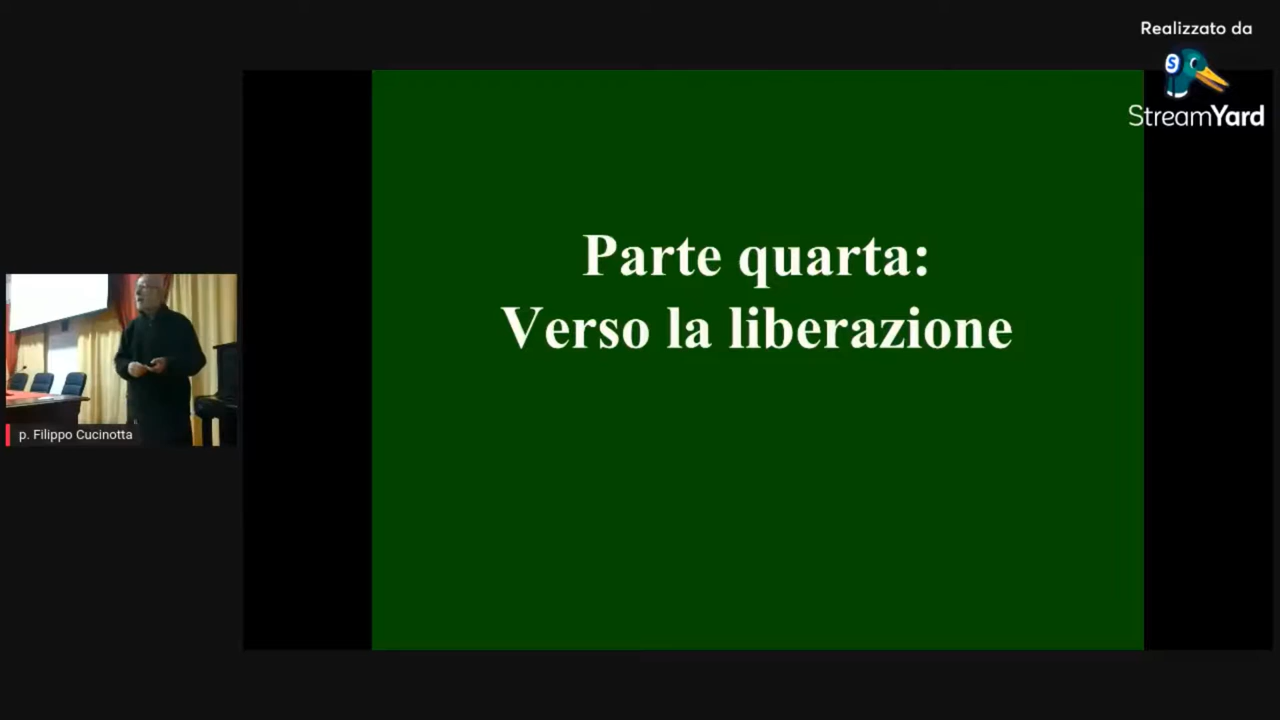 Realizzato da
S
StreamYard
Parte quarta:
Verso la liberazione
p. Filippo Cucinotta